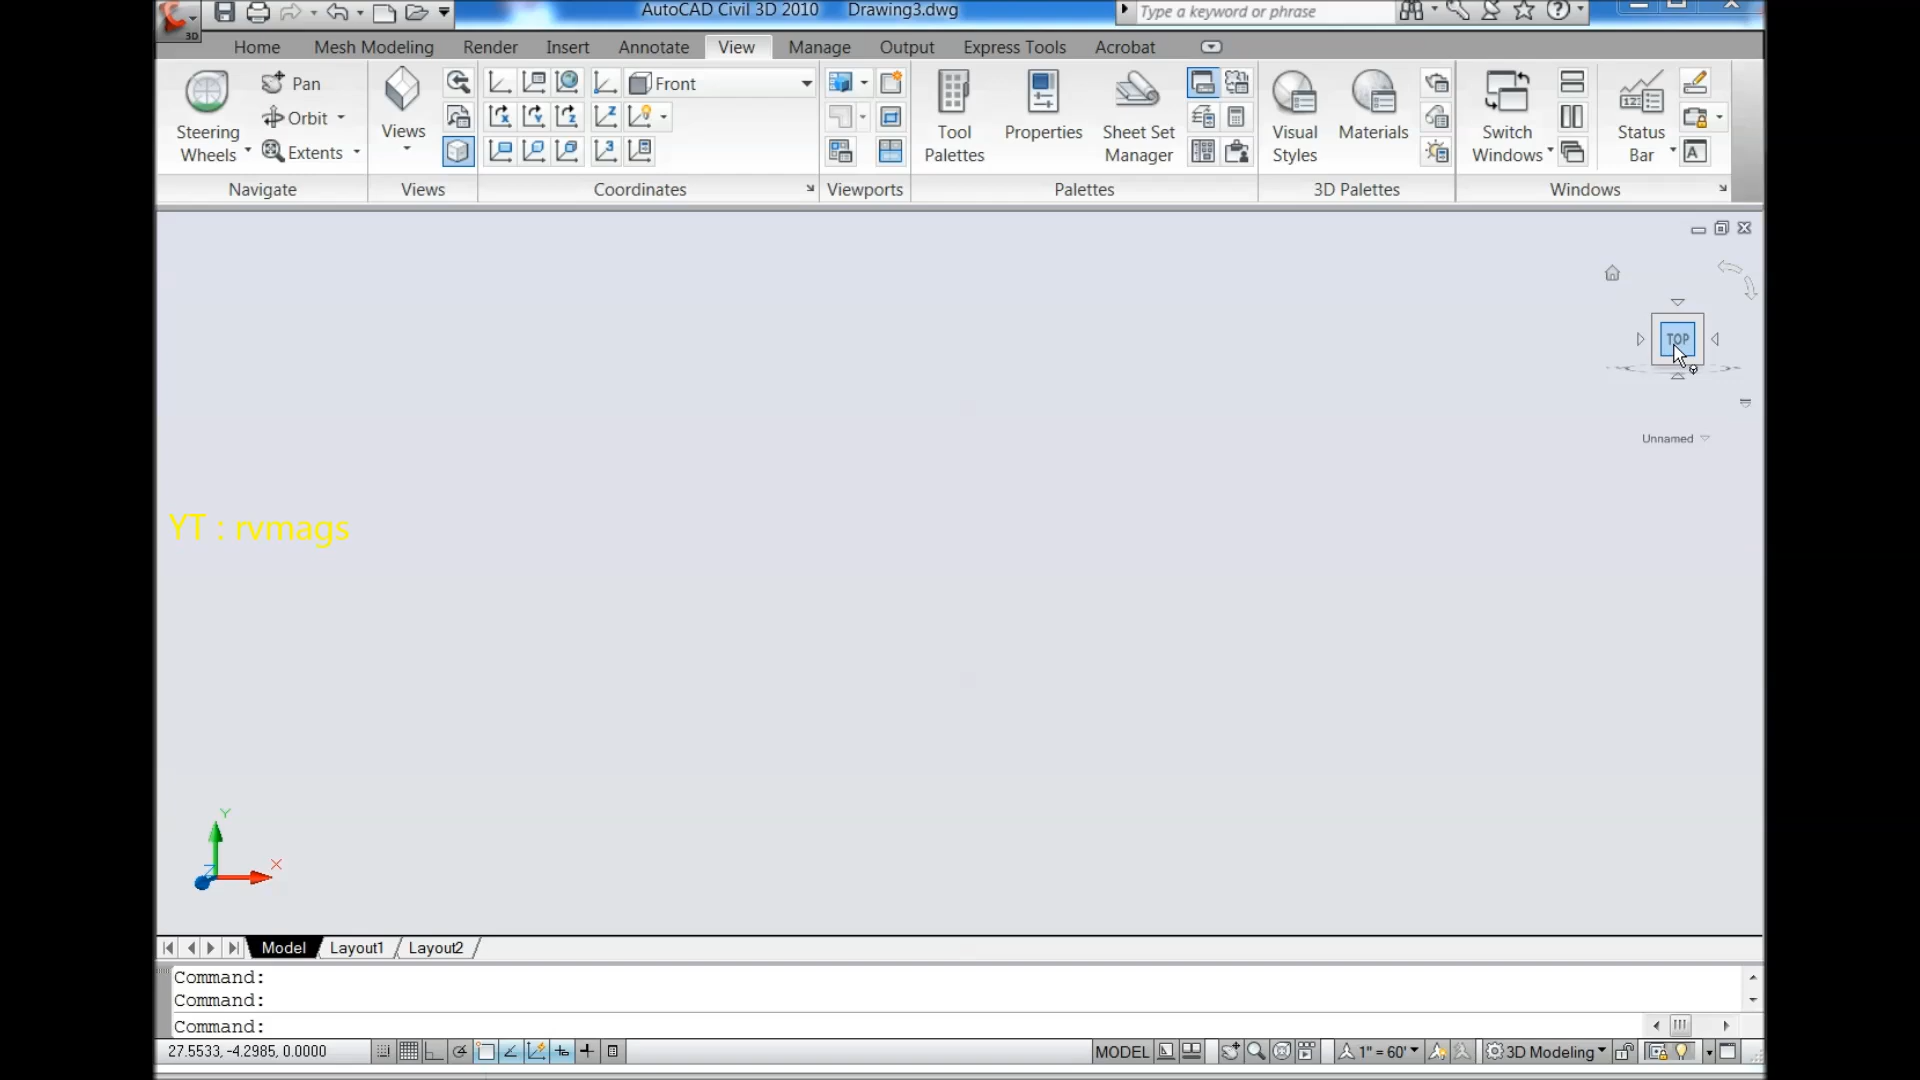 AutoCAD Civil 3D 2010 Drawing3.dwg
Type a keyword or phrase
3D
Home Mesh Modeling Render Insert Annotate View Manage Output Express Tools Acrobat
Steering Wheels
Pan
Orbit
Extents
Navigate
Views
Views
Front
Coordinates
Viewports
Tool Palettes
Properties
Sheet Set Manager
Palettes
Visual Styles
Materials
3D Palettes
Switch Windows
Status Bar
Windows
TOP
Unnamed
YT : rvmags
Y
X
Z
Model Layout1 Layout2
Command:
Command:
Command:
27.5533, -4.2985, 0.0000
MODEL
1" = 60'
3D Modeling